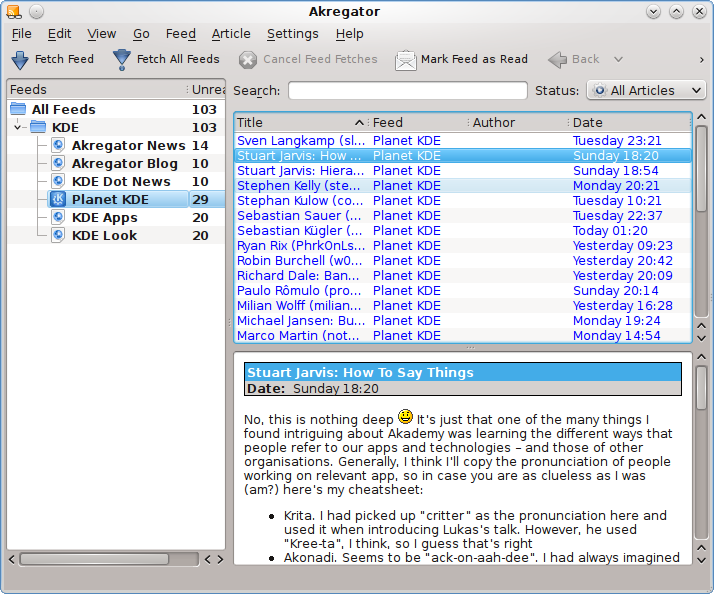 Akregator
File Edit View Go Feed Article Settings Help
Fetch Feed Fetch All Feeds Cancel Feed Fetches Mark Feed as Read Back
Feeds Unrea
All Feeds 103
KDE 103
Akregator News 14
Akregator Blog 10
KDE Dot News 10
Planet KDE 29
KDE Apps 20
KDE Look 20
Search: Status: All Articles
Title Feed Author Date
Sven Langkamp (sl... Planet KDE Tuesday 23:21
Stuart Jarvis: How ... Planet KDE Sunday 18:20
Stuart Jarvis: Hiera... Planet KDE Sunday 18:54
Stephen Kelly (ste... Planet KDE Monday 20:21
Stephan Kulow (co... Planet KDE Tuesday 10:21
Sebastian Sauer (... Planet KDE Tuesday 22:37
Sebastian Kügler (... Planet KDE Today 01:20
Ryan Rix (PhrkOnLs... Planet KDE Yesterday 09:23
Robin Burchell (w0... Planet KDE Yesterday 20:42
Richard Dale: Ban... Planet KDE Yesterday 20:09
Paulo Rômulo (pro... Planet KDE Sunday 20:14
Milian Wolff (milian... Planet KDE Yesterday 16:28
Michael Jansen: Bu... Planet KDE Monday 19:24
Marco Martin (not... Planet KDE Monday 14:54
Stuart Jarvis: How To Say Things
Date: Sunday 18:20
No, this is nothing deep It's just that one of the many things I
found intriguing about Akademy was learning the different ways that
people refer to our apps and technologies – and those of other
organisations. Generally, I think I'll copy the pronunciation of people
working on relevant app, so in case you are as clueless as I was
(am?) here's my cheatsheet:
• Krita. I had picked up "critter" as the pronunciation here and
used it when introducing Lukas's talk. However, he used
"Kree-ta", I think, so I guess that's right
• Akonadi. Seems to be "ack-on-aah-dee". I had always imagined